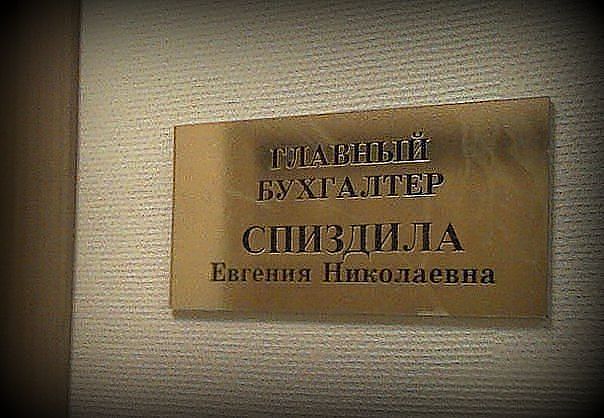 ГЛАВНЫЙ
БУХГАЛТЕР
СПИЗДИЛА
Евгения Николаевна